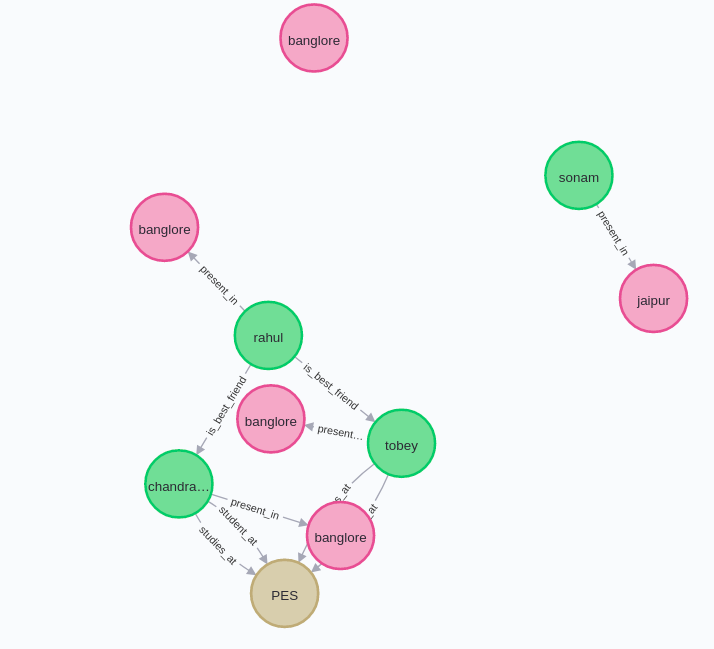 banglore
sonam
present_in
banglore
jaipur
present_in
rahul
is_best_friend
is_best_friend
banglore
present…
tobey
chandra…
present_in
s_at
_at
student_at
banglore
studies_at
PES